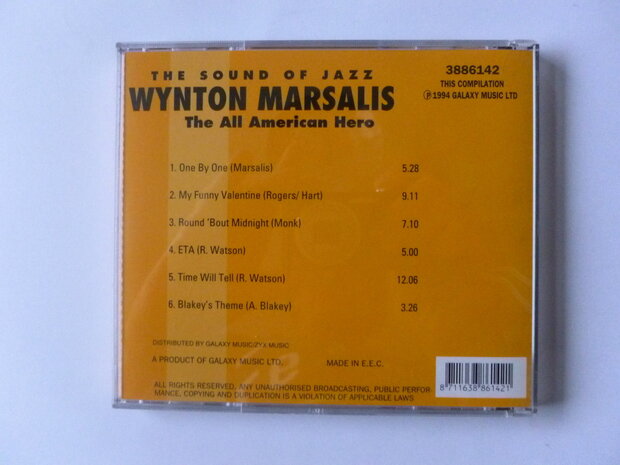 THE SOUND OF JAZZ
WYNTON MARSALIS
The All American Hero
3886142
THIS COMPILATION
℗ 1994 GALAXY MUSIC LTD
1. One By One (Marsalis) 5.28
2. My Funny Valentine (Rogers/ Hart) 9.11
3. Round 'Bout Midnight (Monk) 7.10
4. ETA (R. Watson) 5.00
5. Time Will Tell (R. Watson) 12.06
6. Blakey's Theme (A. Blakey) 3.26
DISTRIBUTED BY GALAXY MUSIC/ZYX MUSIC
A PRODUCT OF GALAXY MUSIC LTD. MADE IN E.E.C.
ALL RIGHTS RESERVED, ANY UNAUTHORISED BROADCASTING, PUBLIC PERFOR-
MANCE, COPYING AND DUPLICATION IS A VIOLATION OF APPLICABLE LAWS
8 711638 861421